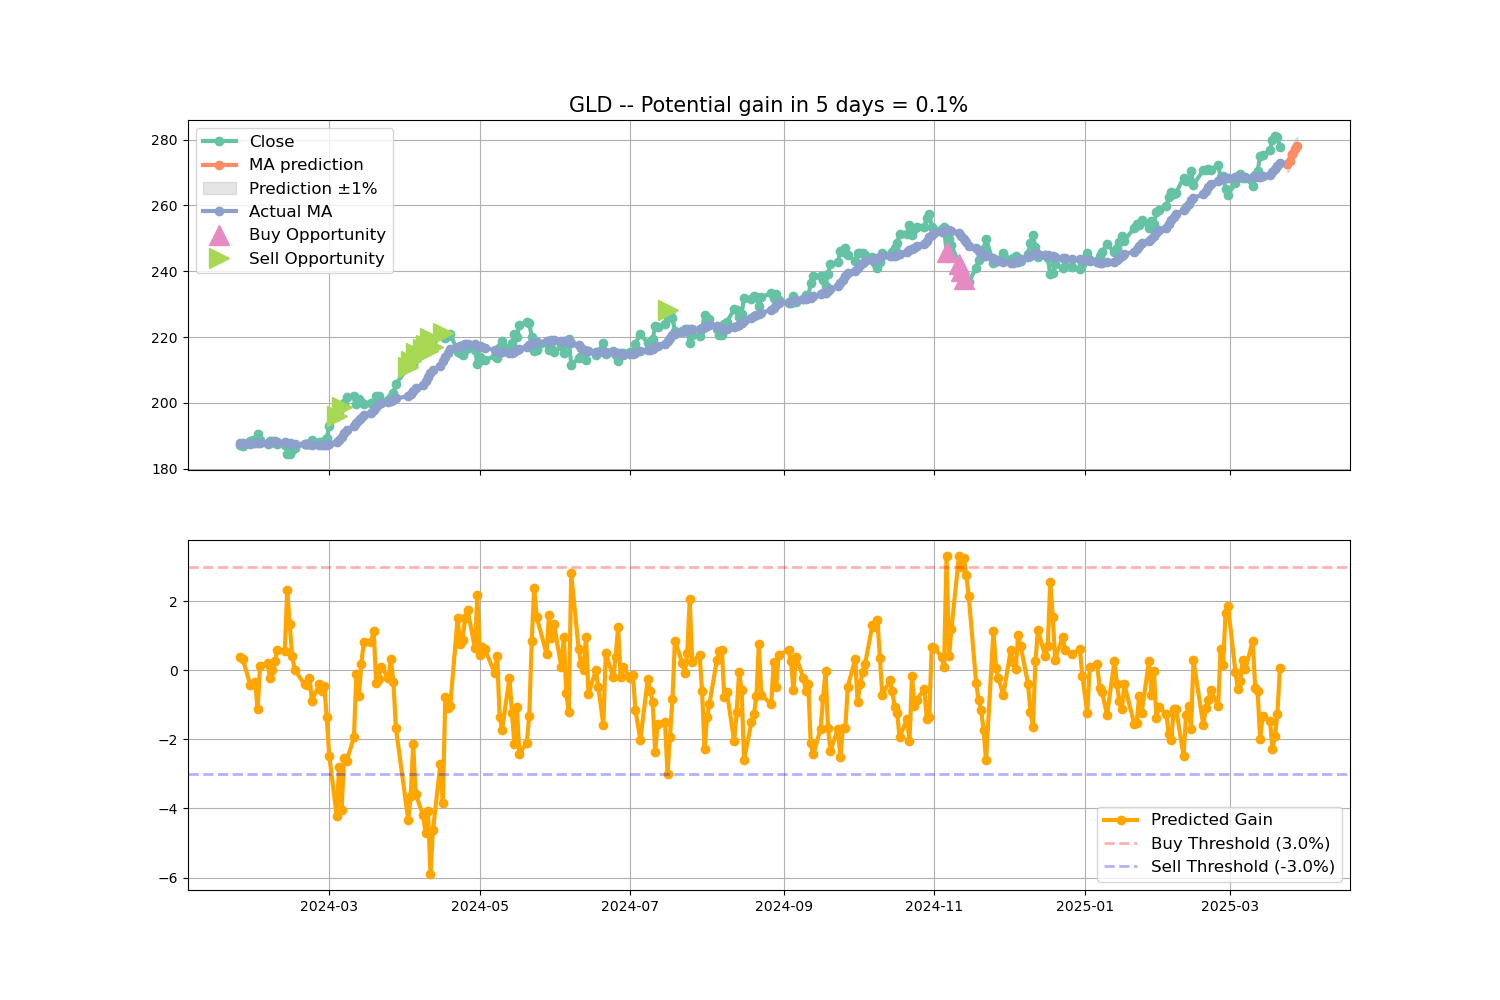 GLD -- Potential gain in 5 days = 0.1%
280
260
240
220
200
180
Close
MA prediction
Prediction ±1%
Actual MA
Buy Opportunity
Sell Opportunity
2
0
−2
−4
−6
Predicted Gain
Buy Threshold (3.0%)
Sell Threshold (-3.0%)
2024-03
2024-05
2024-07
2024-09
2024-11
2025-01
2025-03